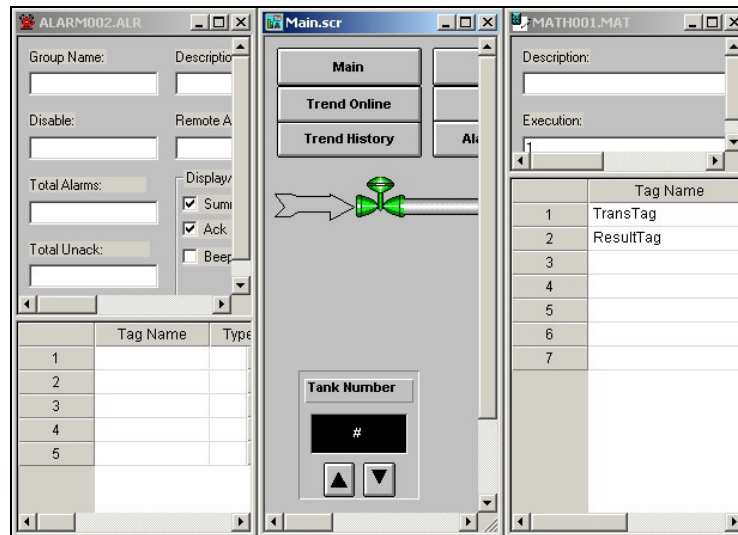 ALARM002.ALR
Group Name:
Descriptio
Disable:
Remote A
Total Alarms:
Display/
Ack
Total Unack:
Beep
Tag Name
Type
1
2
3
4
5
Main.scr
Main
Trend Online
Trend History
Ala
Tank Number
#
MATH001.MAT
Description:
Execution:
1
Tag Name
1
TransTag
2
ResultTag
3
4
5
6
7